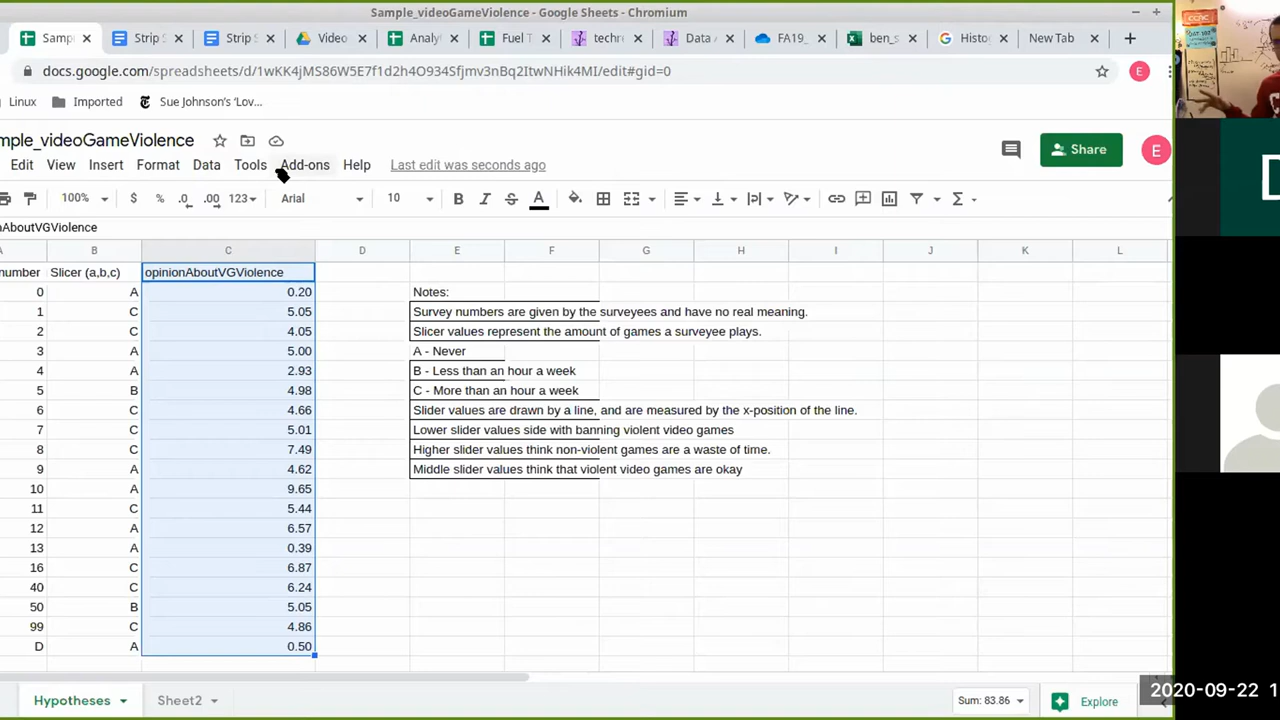 Sample_videoGameViolence - Google Sheets - Chromium
Samp Strip S Strip S Video Analy Fuel T techre Data A FA19_ ben_s Histo New Tab
docs.google.com/spreadsheets/d/1wKK4jMS86W5E7f1d2h4O934Sfjmv3nBq2ItwNHik4MI/edit#gid=0 E
Linux Imported Sue Johnson's 'Lov...
mple_videoGameViolence
Share E
Edit View Insert Format Data Tools Add-ons Help Last edit was seconds ago
100% $ % .0 .00 123 Arial 10 B I S A
nAboutVGViolence
A B C D E F G H I J K L
number Slicer (a,b,c) opinionAboutVGViolence
0 A 0.20 Notes:
1 C 5.05 Survey numbers are given by the surveyees and have no real meaning.
2 C 4.05 Slicer values represent the amount of games a surveyee plays.
3 A 5.00 A - Never
4 A 2.93 B - Less than an hour a week
5 B 4.98 C - More than an hour a week
6 C 4.66 Slider values are drawn by a line, and are measured by the x-position of the line.
7 C 5.01 Lower slider values side with banning violent video games
8 C 7.49 Higher slider values think non-violent games are a waste of time.
9 A 4.62 Middle slider values think that violent video games are okay
10 A 9.65
11 C 5.44
12 A 6.57
13 A 0.39
16 C 6.87
40 C 6.24
50 B 5.05
99 C 4.86
D A 0.50
Hypotheses Sheet2 Sum: 83.86 Explore
2020-09-22 1